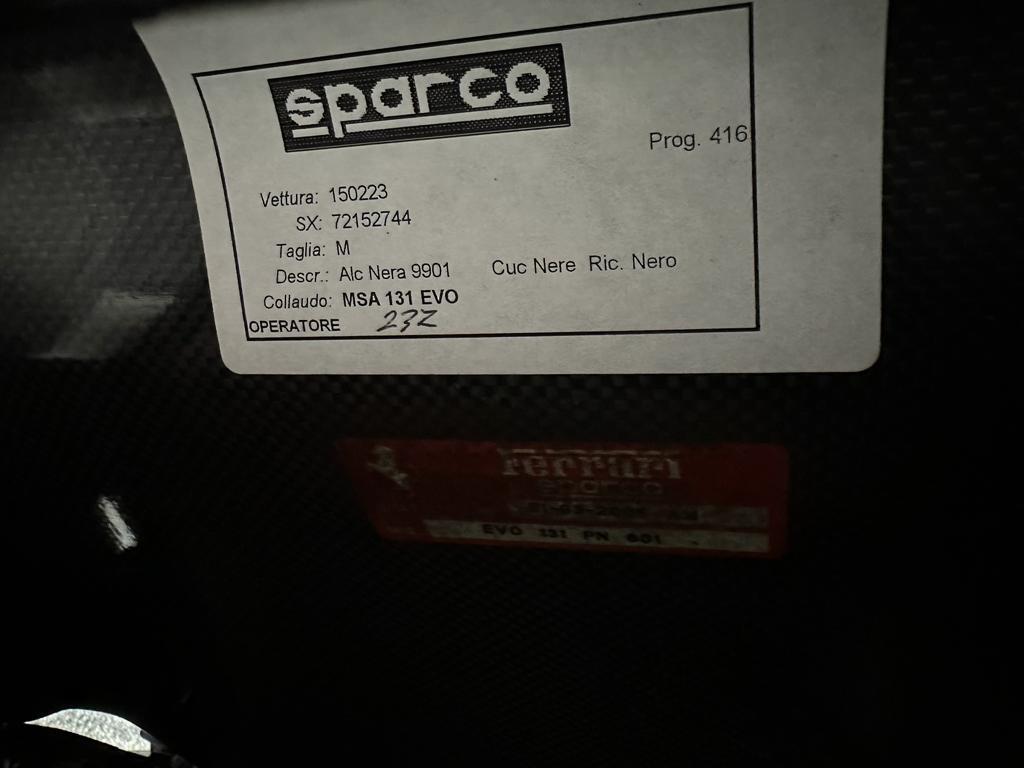 sparco
Prog. 416
Vettura: 150223
SX: 72152744
Taglia: M
Descr.: Alc Nera 9901 Cuc Nere Ric. Nero
Collaudo: MSA 131 EVO
OPERATORE 232
Ferrari
sparco
EVO 131 PN 601